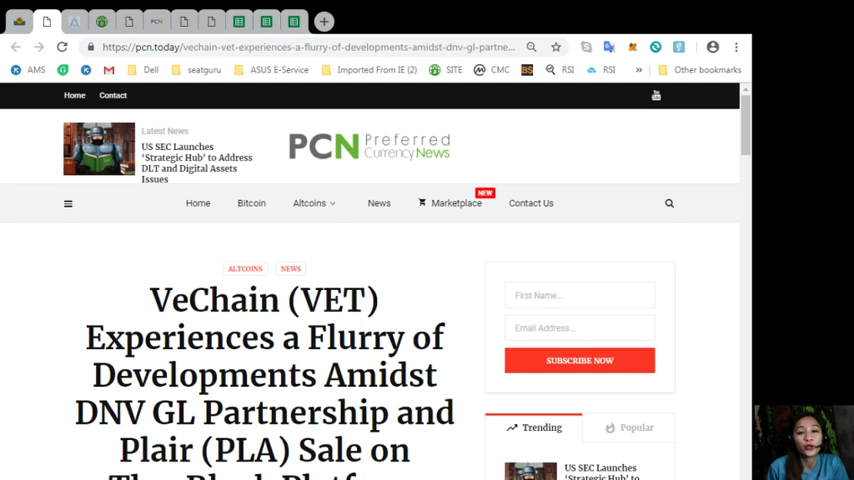 PCN
https://pcn.today/vechain-vet-experiences-a-flurry-of-developments-amidst-dnv-gl-partne...
AMS
Dell
seatguru
ASUS E-Service
Imported From IE (2)
SITE
CMC
BS
RSI
RSI
»
Other bookmarks
Home
Contact
Latest News
US SEC Launches
‘Strategic Hub’ to Address
DLT and Digital Assets
Issues
PCN Preferred
CurrencyNews
Home
Bitcoin
Altcoins
News
Marketplace
NEW
Contact Us
ALTCOINS
NEWS
VeChain (VET)
Experiences a Flurry of
Developments Amidst
DNV GL Partnership and
Plair (PLA) Sale on
First Name...
Email Address...
SUBSCRIBE NOW
Trending
Popular
US SEC Launches
‘Strategic Hub’ to